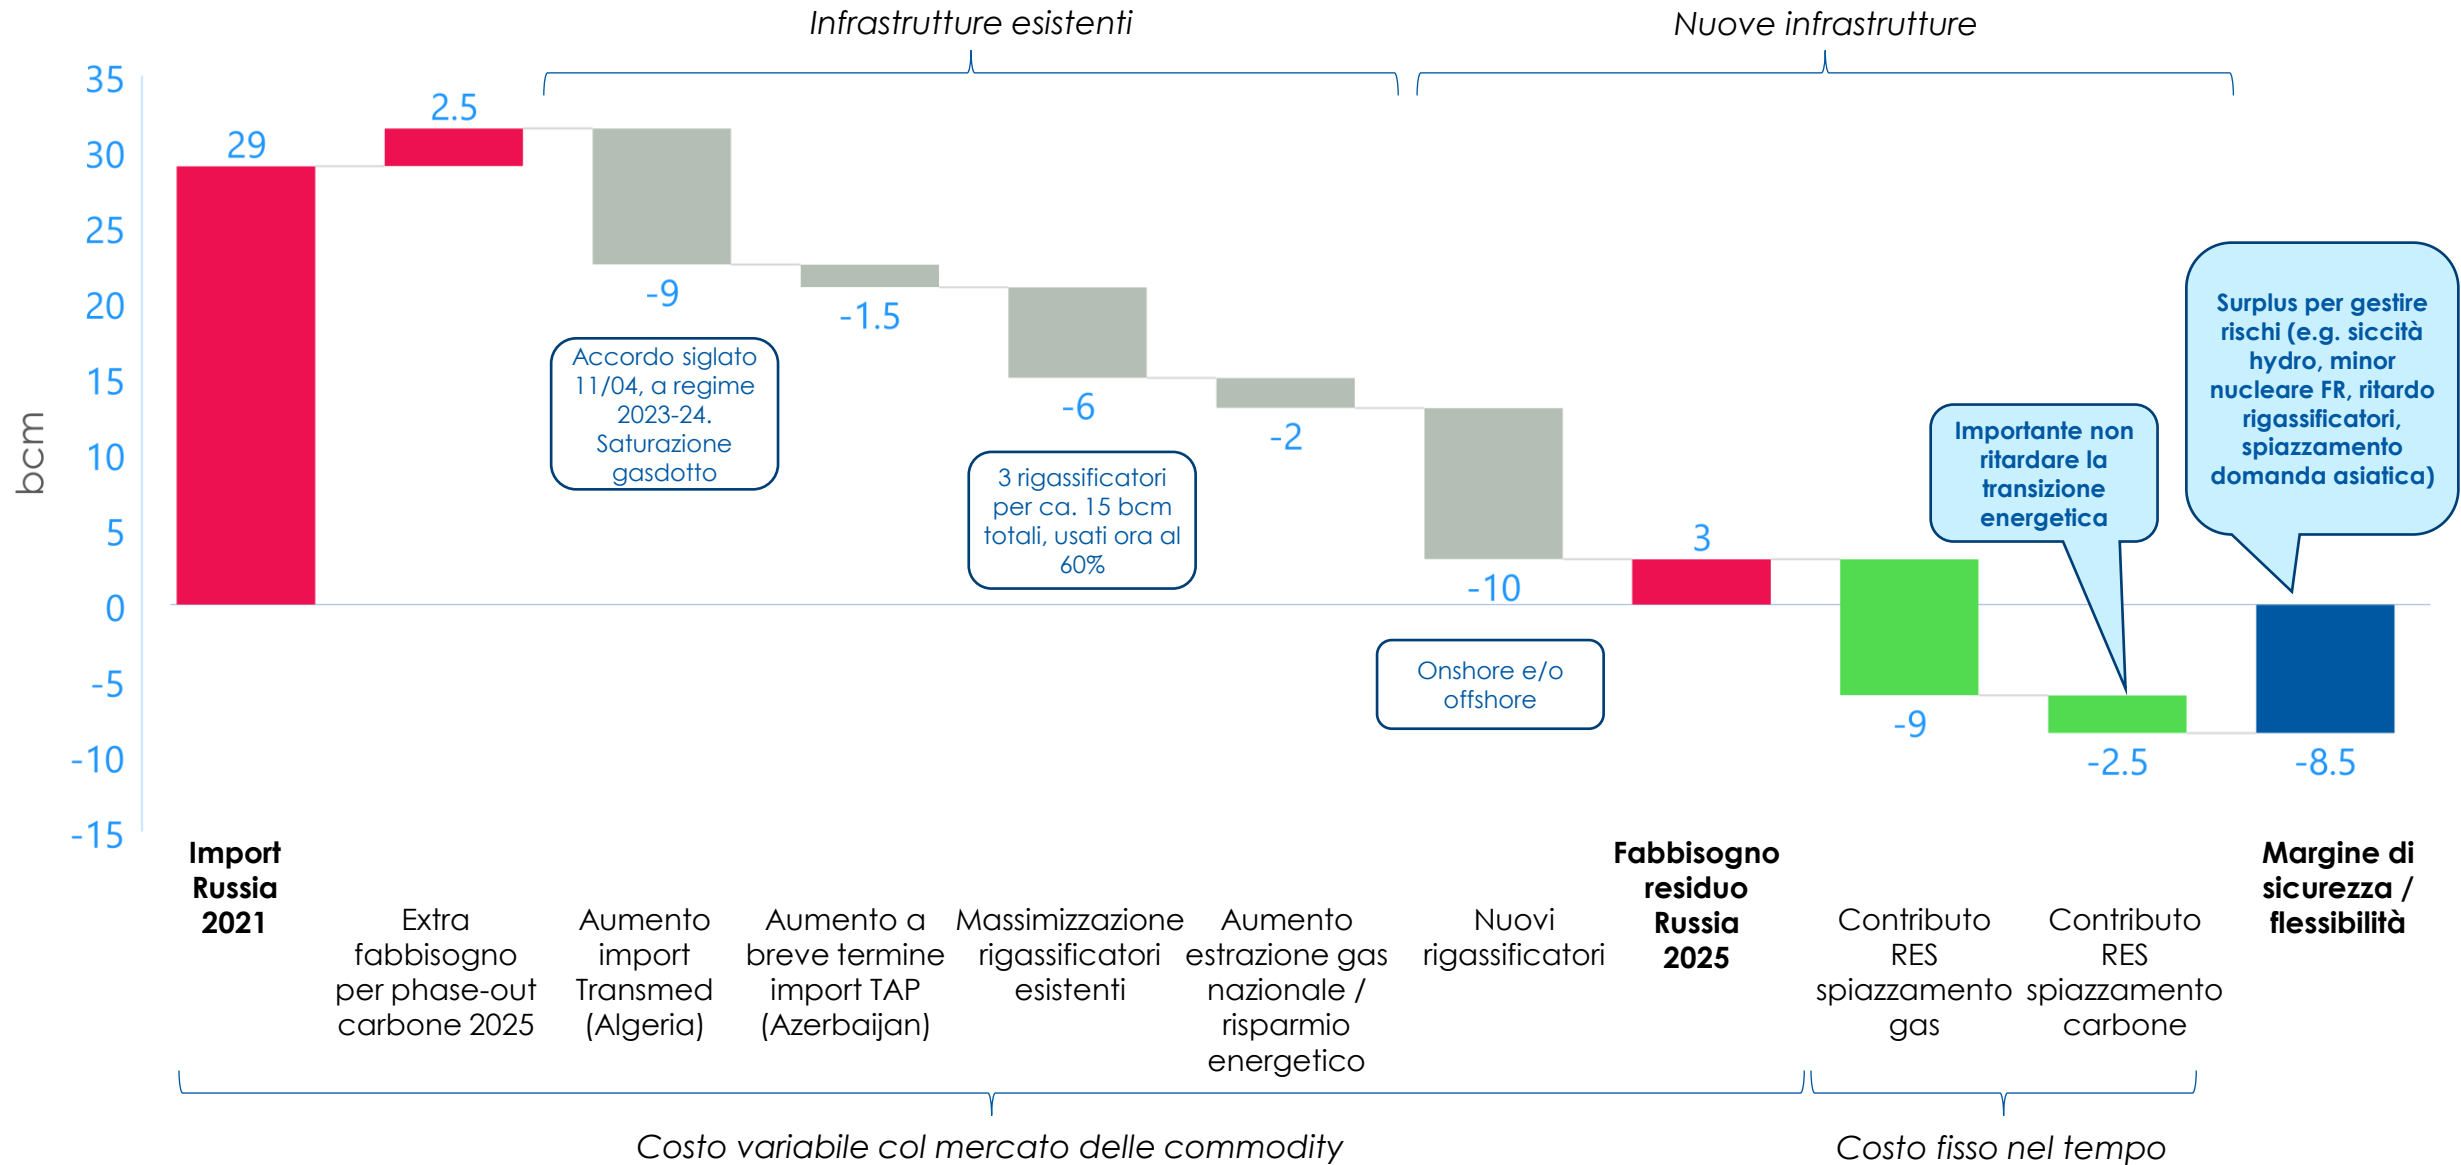 Infrastrutture esistenti
Nuove infrastrutture
bcm
35
30
25
20
15
10
5
0
-5
-10
-15
29
2.5
-9
-1.5
-6
-2
-10
3
-9
-2.5
-8.5
Accordo siglato
11/04, a regime
2023-24.
Saturazione
gasdotto
3 rigassificatori
per ca. 15 bcm
totali, usati ora al
60%
Onshore e/o
offshore
Importante non
ritardare la
transizione
energetica
Surplus per gestire
rischi (e.g. siccità
hydro, minor
nucleare FR, ritardo
rigassificatori,
spiazzamento
domanda asiatica)
Import
Russia
2021
Extra
fabbisogno
per phase-out
carbone 2025
Aumento
import
Transmed
(Algeria)
Aumento a
breve termine
import TAP
(Azerbaijan)
Massimizzazione
rigassificatori
esistenti
Aumento
estrazione gas
nazionale /
risparmio
energetico
Nuovi
rigassificatori
Fabbisogno
residuo
Russia
2025
Contributo
RES
spiazzamento
gas
Contributo
RES
spiazzamento
carbone
Margine di
sicurezza /
flessibilità
Costo variabile col mercato delle commodity
Costo fisso nel tempo